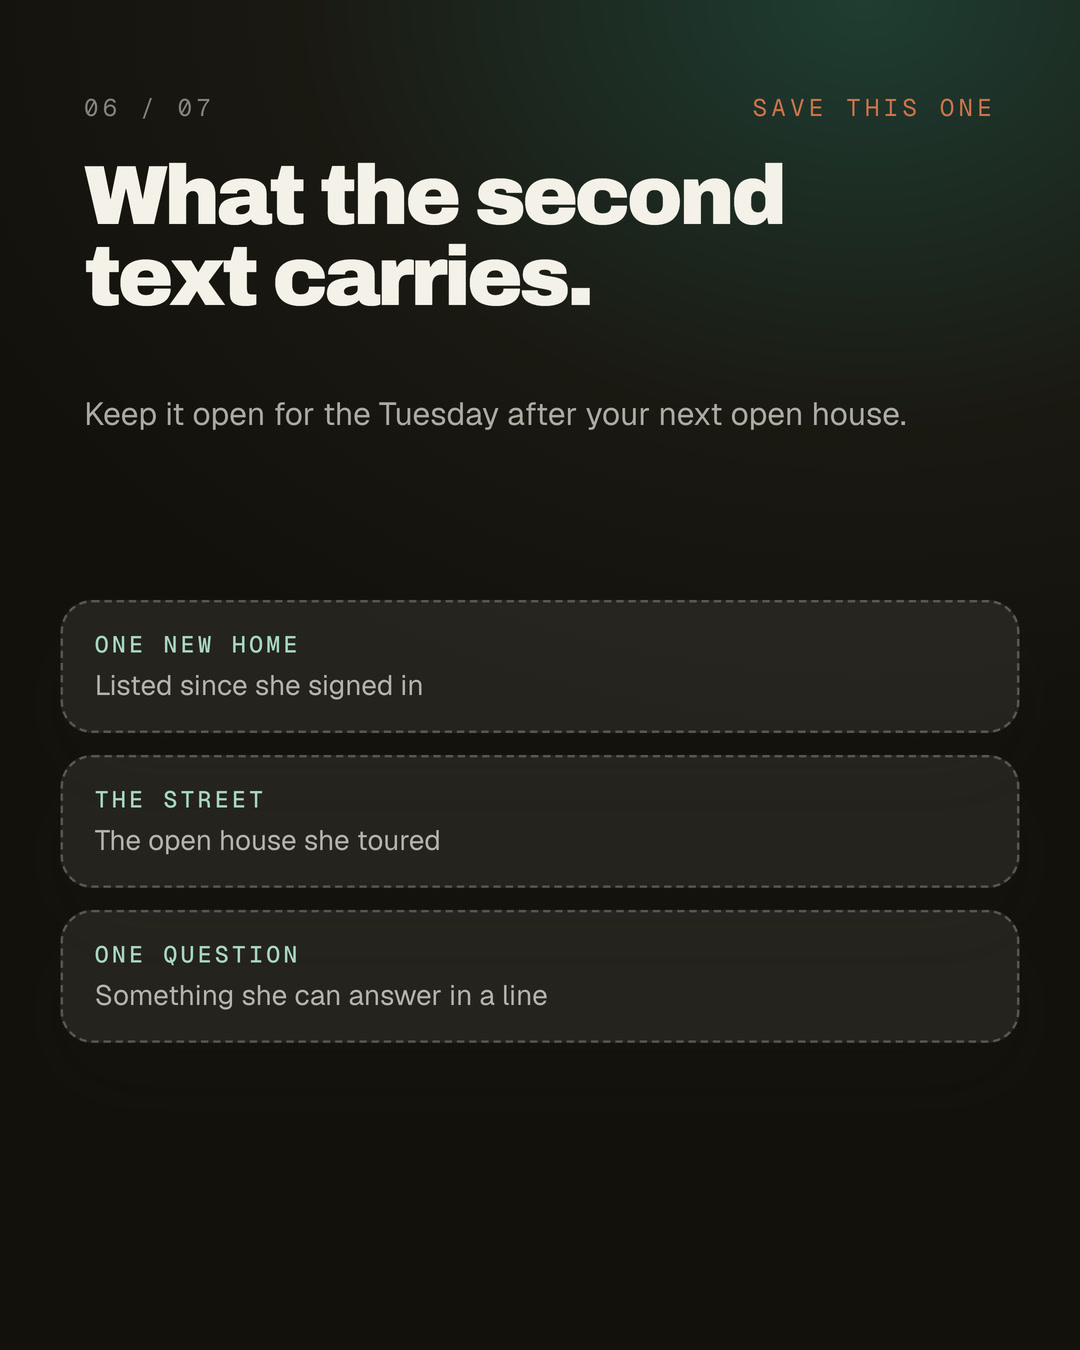 06 / 07
SAVE THIS ONE
What the second
text carries.
Keep it open for the Tuesday after your next open house.
ONE NEW HOME
Listed since she signed in
THE STREET
The open house she toured
ONE QUESTION
Something she can answer in a line